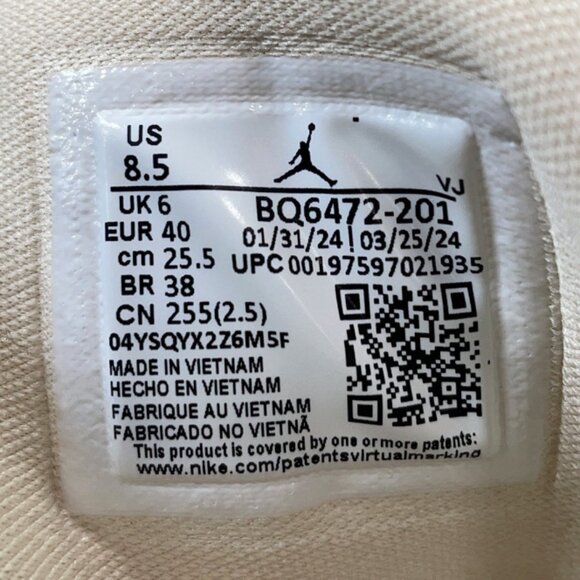 US
8.5
VJ
UK 6
BQ6472-201
EUR 40
01/31/24 | 03/25/24
cm 25.5
UPC 00197597021935
BR 38
CN 255(2.5)
04YSQYX2Z6M5F
MADE IN VIETNAM
HECHO EN VIETNAM
FABRIQUE AU VIETNAM
FABRICADO NO VIETNÃ
This product is covered by one or more patents:
www.nike.com/patentsvirtualmarking